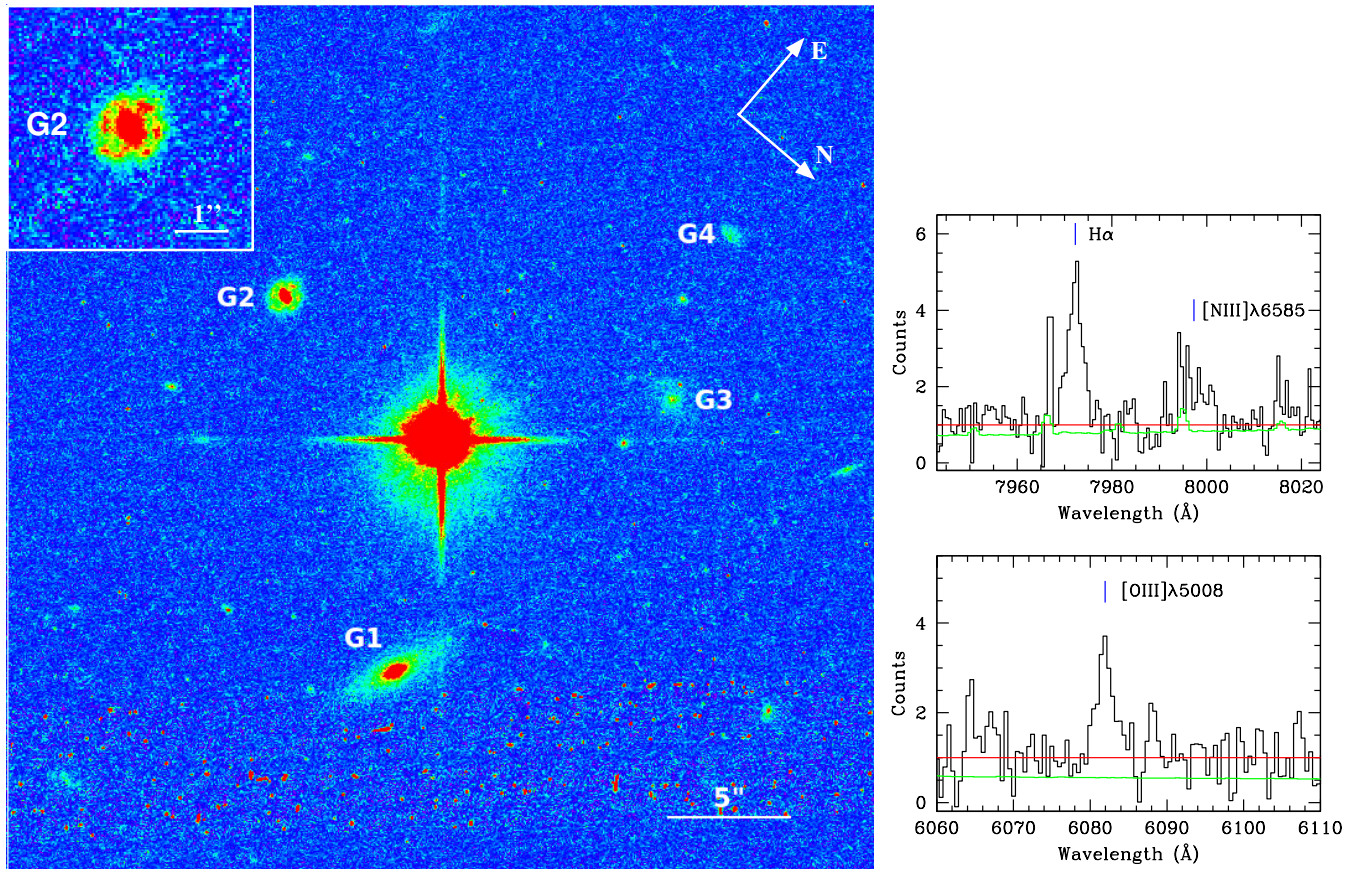 G2
1’’
E
N
G4
G2
G3
G1
5"
6
4
2
0
Counts
Hα
[NIII]λ6585
7960
7980
8000
8020
Wavelength (Å)
4
2
0
Counts
[OIII]λ5008
6060
6070
6080
6090
6100
6110
Wavelength (Å)